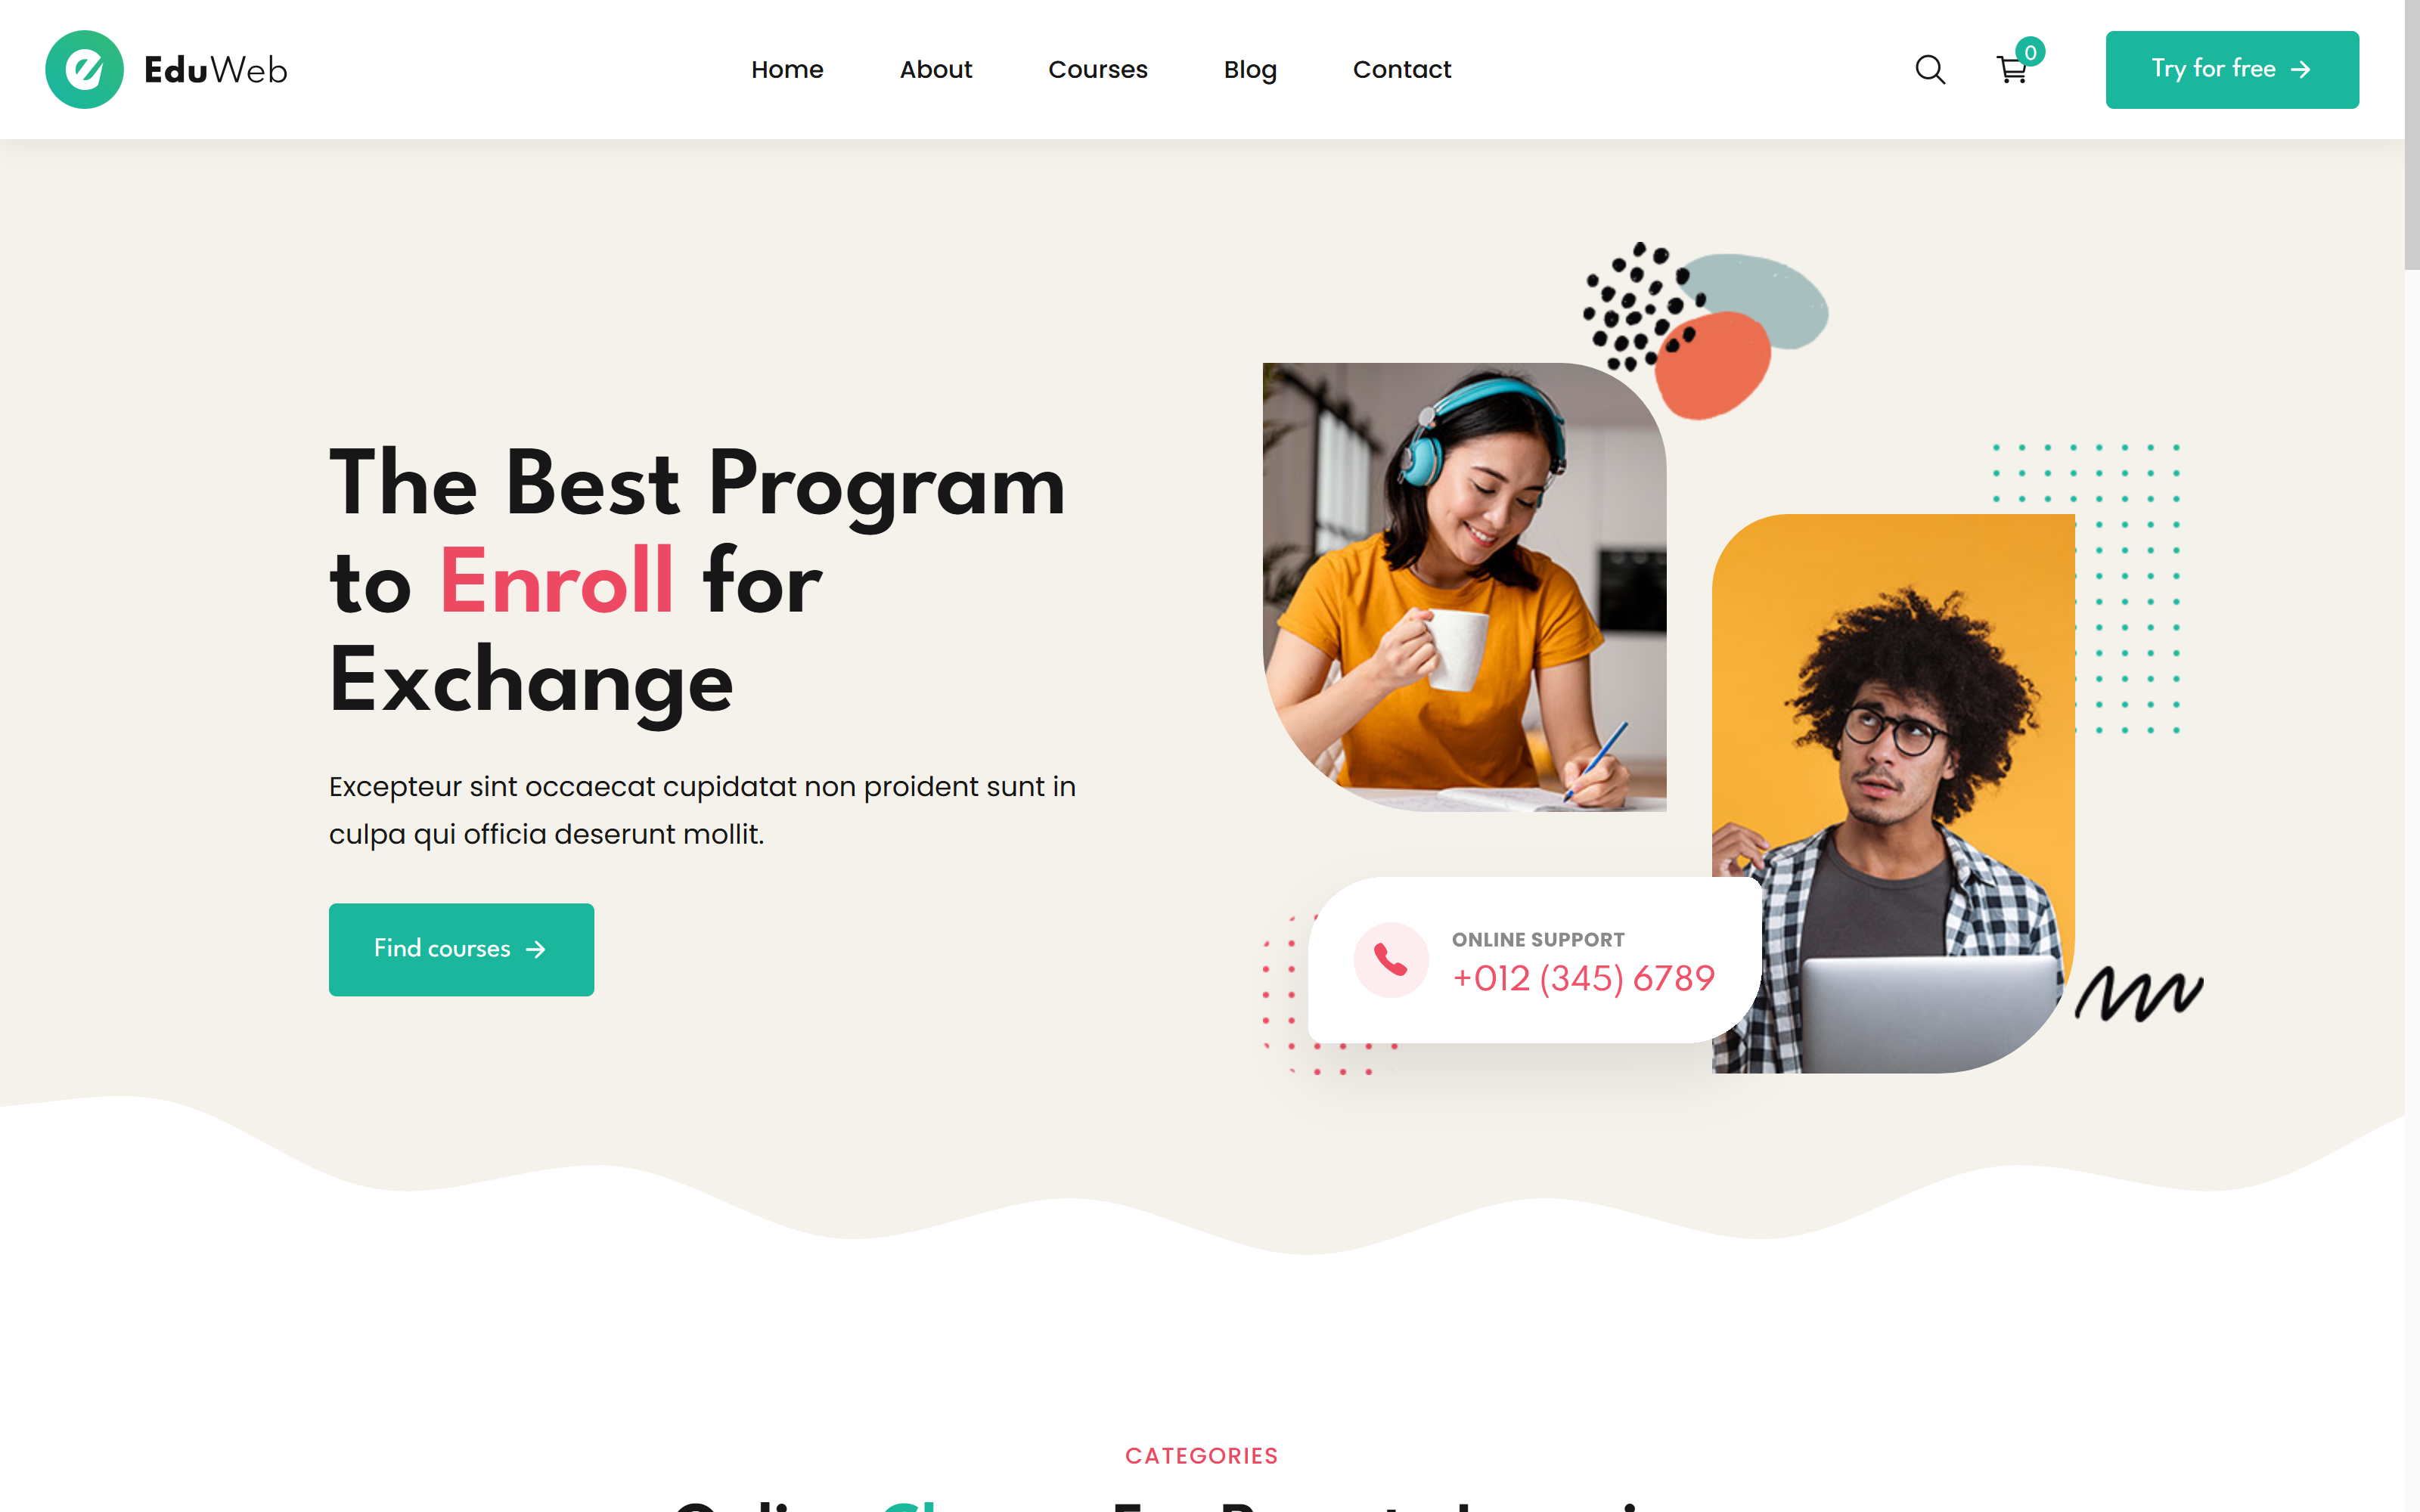 EduWeb
Home About Courses Blog Contact
0
Try for free
The Best Program
to Enroll for
Exchange
Excepteur sint occaecat cupidatat non proident sunt in
culpa qui officia deserunt mollit.
Find courses
ONLINE SUPPORT
+012 (345) 6789
CATEGORIES